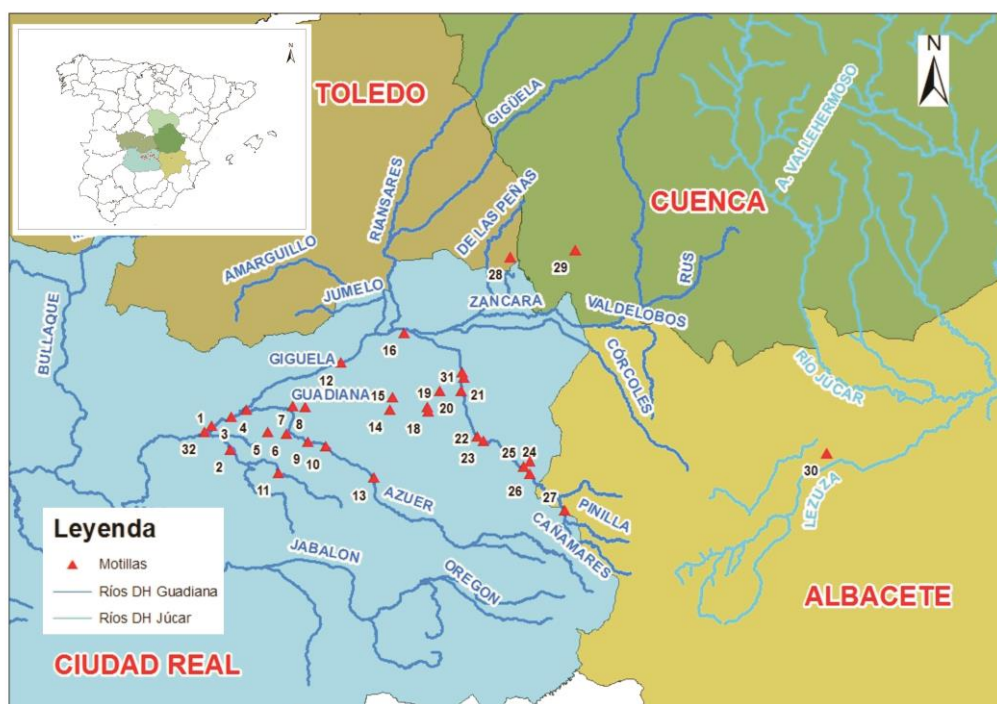 N
N
TOLEDO
GIGÜELA
A. VALLEHERMOSO
RIANSARES
DE LAS PEÑAS
CUENCA
AMARGUILLO
28
29
RUS
JUMELO
ZANCARA
VALDELOBOS
BULLAQUE
16
CÓRCOLES
RÍO JÚCAR
GIGUELA
12
31
GUADIANA
15
19
21
20
1
4
7
8
14
18
3
32
5
6
9
10
22
23
25
24
2
30
11
13
AZUER
26
27
PINILLA
LEZUZA
CAÑAMARES
Leyenda
Motillas
Ríos DH Guadiana
Ríos DH Júcar
JABALON
OREGON
ALBACETE
CIUDAD REAL